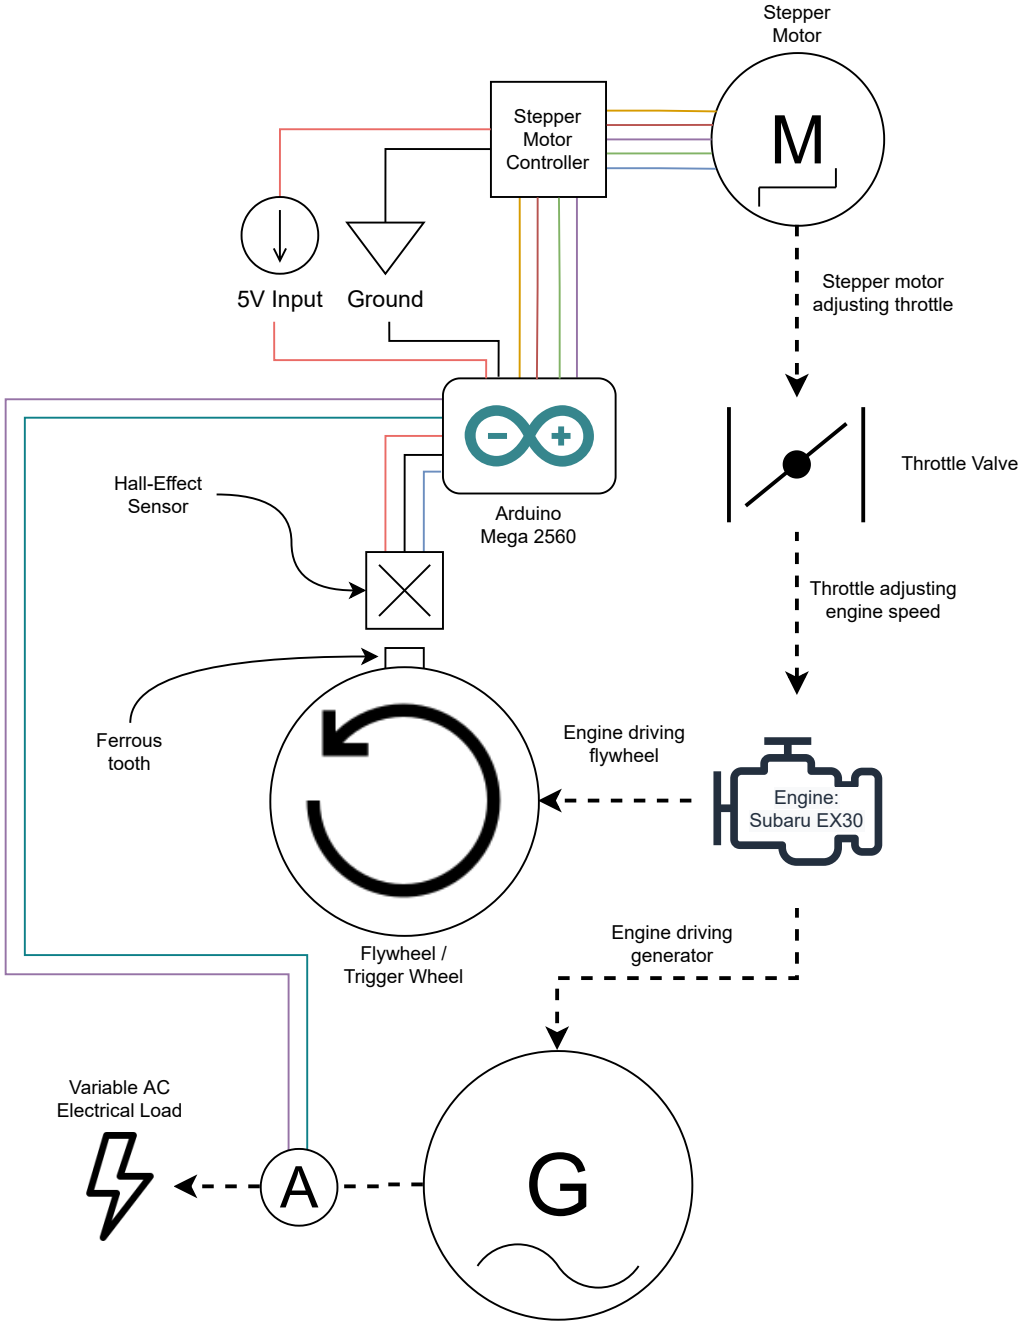 Stepper
Motor
Stepper
Motor
Controller
M
5V Input
Ground
Stepper motor
adjusting throttle
Throttle Valve
Hall-Effect
Sensor
Arduino
Mega 2560
Throttle adjusting
engine speed
Ferrous
tooth
Engine driving
flywheel
Engine:
Subaru EX30
Flywheel /
Trigger Wheel
Engine driving
generator
Variable AC
Electrical Load
A
G